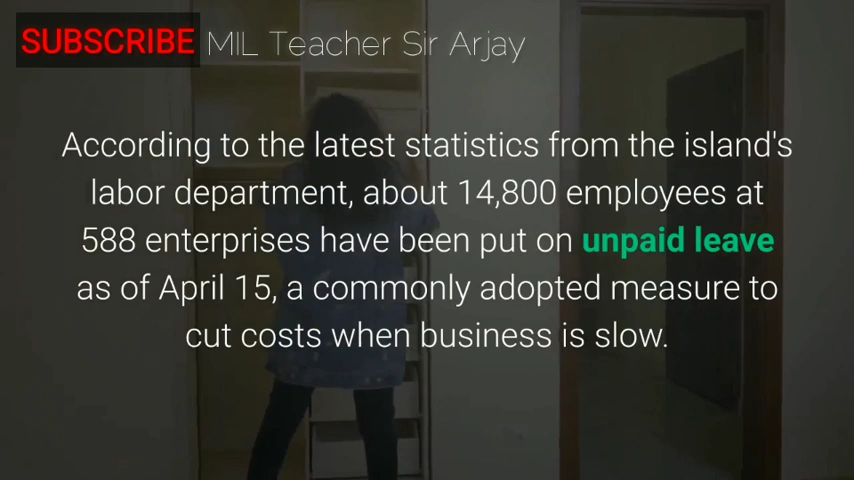 SUBSCRIBE MIL Teacher Sir Arjay
According to the latest statistics from the island's
labor department, about 14,800 employees at
588 enterprises have been put on unpaid leave
as of April 15, a commonly adopted measure to
cut costs when business is slow.